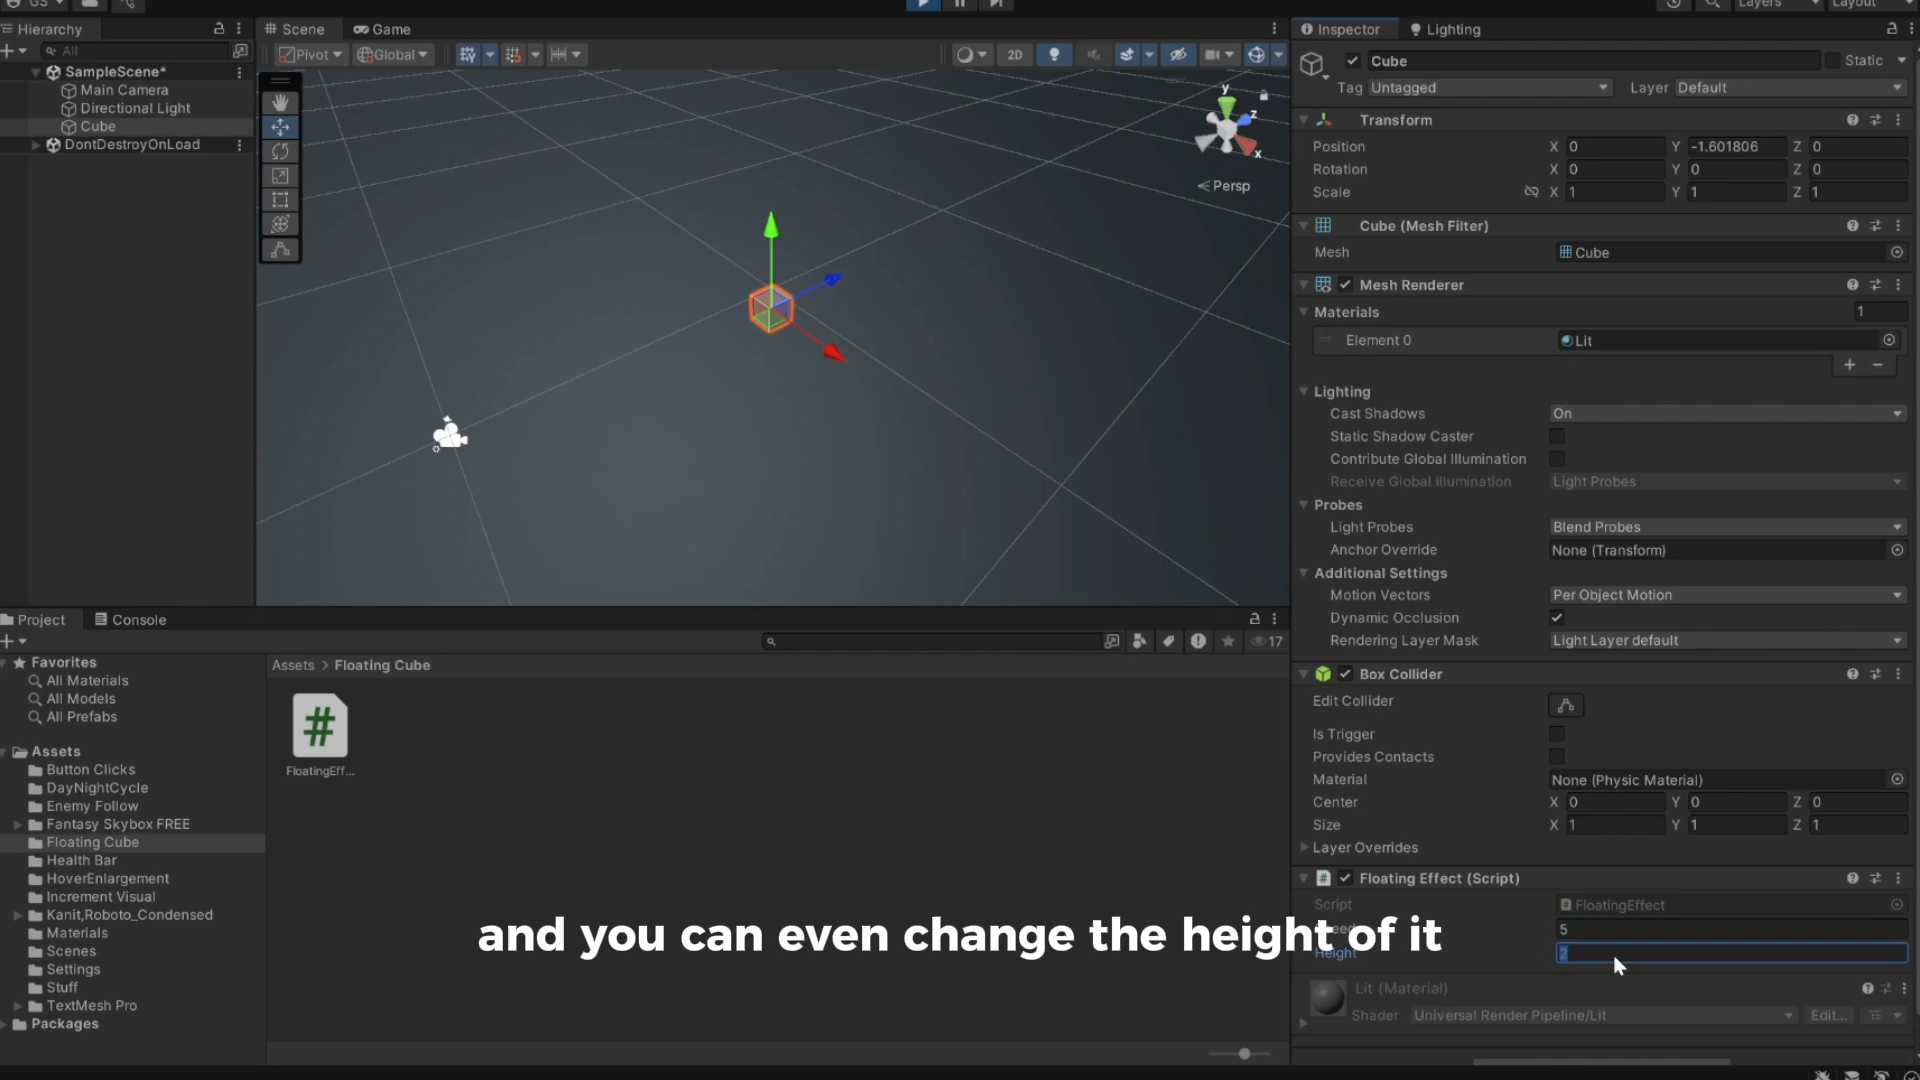 GS
Layers
Layout
Hierarchy
All
SampleScene*
Main Camera
Directional Light
Cube
DontDestroyOnLoad
Scene
Game
Pivot
Global
2D
y
z
x
Persp
Inspector
Lighting
Cube
Static
Tag Untagged
Layer Default
Transform
Position X 0 Y -1.601806 Z 0
Rotation X 0 Y 0 Z 0
Scale X 1 Y 1 Z 1
Cube (Mesh Filter)
Mesh Cube
Mesh Renderer
Materials 1
Element 0 Lit
Lighting
Cast Shadows On
Static Shadow Caster
Contribute Global Illumination
Receive Global Illumination Light Probes
Probes
Light Probes Blend Probes
Anchor Override None (Transform)
Additional Settings
Motion Vectors Per Object Motion
Dynamic Occlusion
Rendering Layer Mask Light Layer default
Box Collider
Edit Collider
Is Trigger
Provides Contacts
Material None (Physic Material)
Center X 0 Y 0 Z 0
Size X 1 Y 1 Z 1
Layer Overrides
Floating Effect (Script)
Script FloatingEffect
5
Height 2
Lit (Material)
Shader Universal Render Pipeline/Lit Edit...
Project
Console
17
Favorites
All Materials
All Models
All Prefabs
Assets
Button Clicks
DayNightCycle
Enemy Follow
Fantasy Skybox FREE
Floating Cube
Health Bar
HoverEnlargement
Increment Visual
Kanit,Roboto_Condensed
Materials
Scenes
Settings
Stuff
TextMesh Pro
Packages
Assets > Floating Cube
#
FloatingEff...
and you can even change the height of it